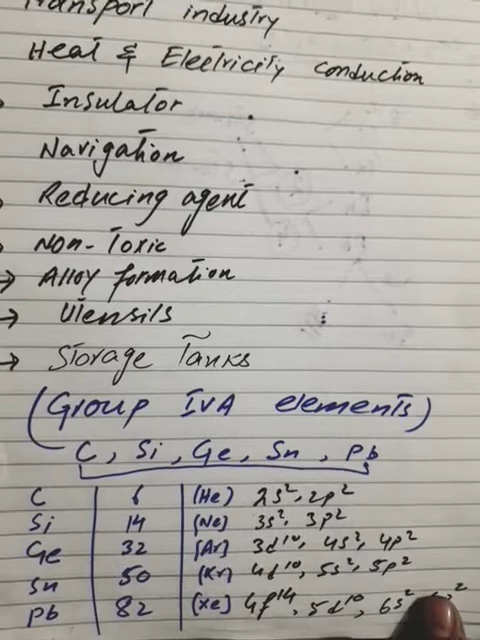 Transport industry
Heat & Electricity conduction
Insulator
Navigation
Reducing agent
Non-Toxic
→ Alloy formation
→ Utensils
→ Storage Tanks
(Group IVA elements)
C, Si, Ge, Sn, Pb
C 6 (He) 2s², 2p²
Si 14 (Ne) 3s², 3p²
Ge 32 [Ar] 3d¹⁰, 4s², 4p²
Sn 50 (Kr) 4d¹⁰, 5s², 5p²
Pb 82 (Xe) 4f¹⁴, 5d¹⁰, 6s²